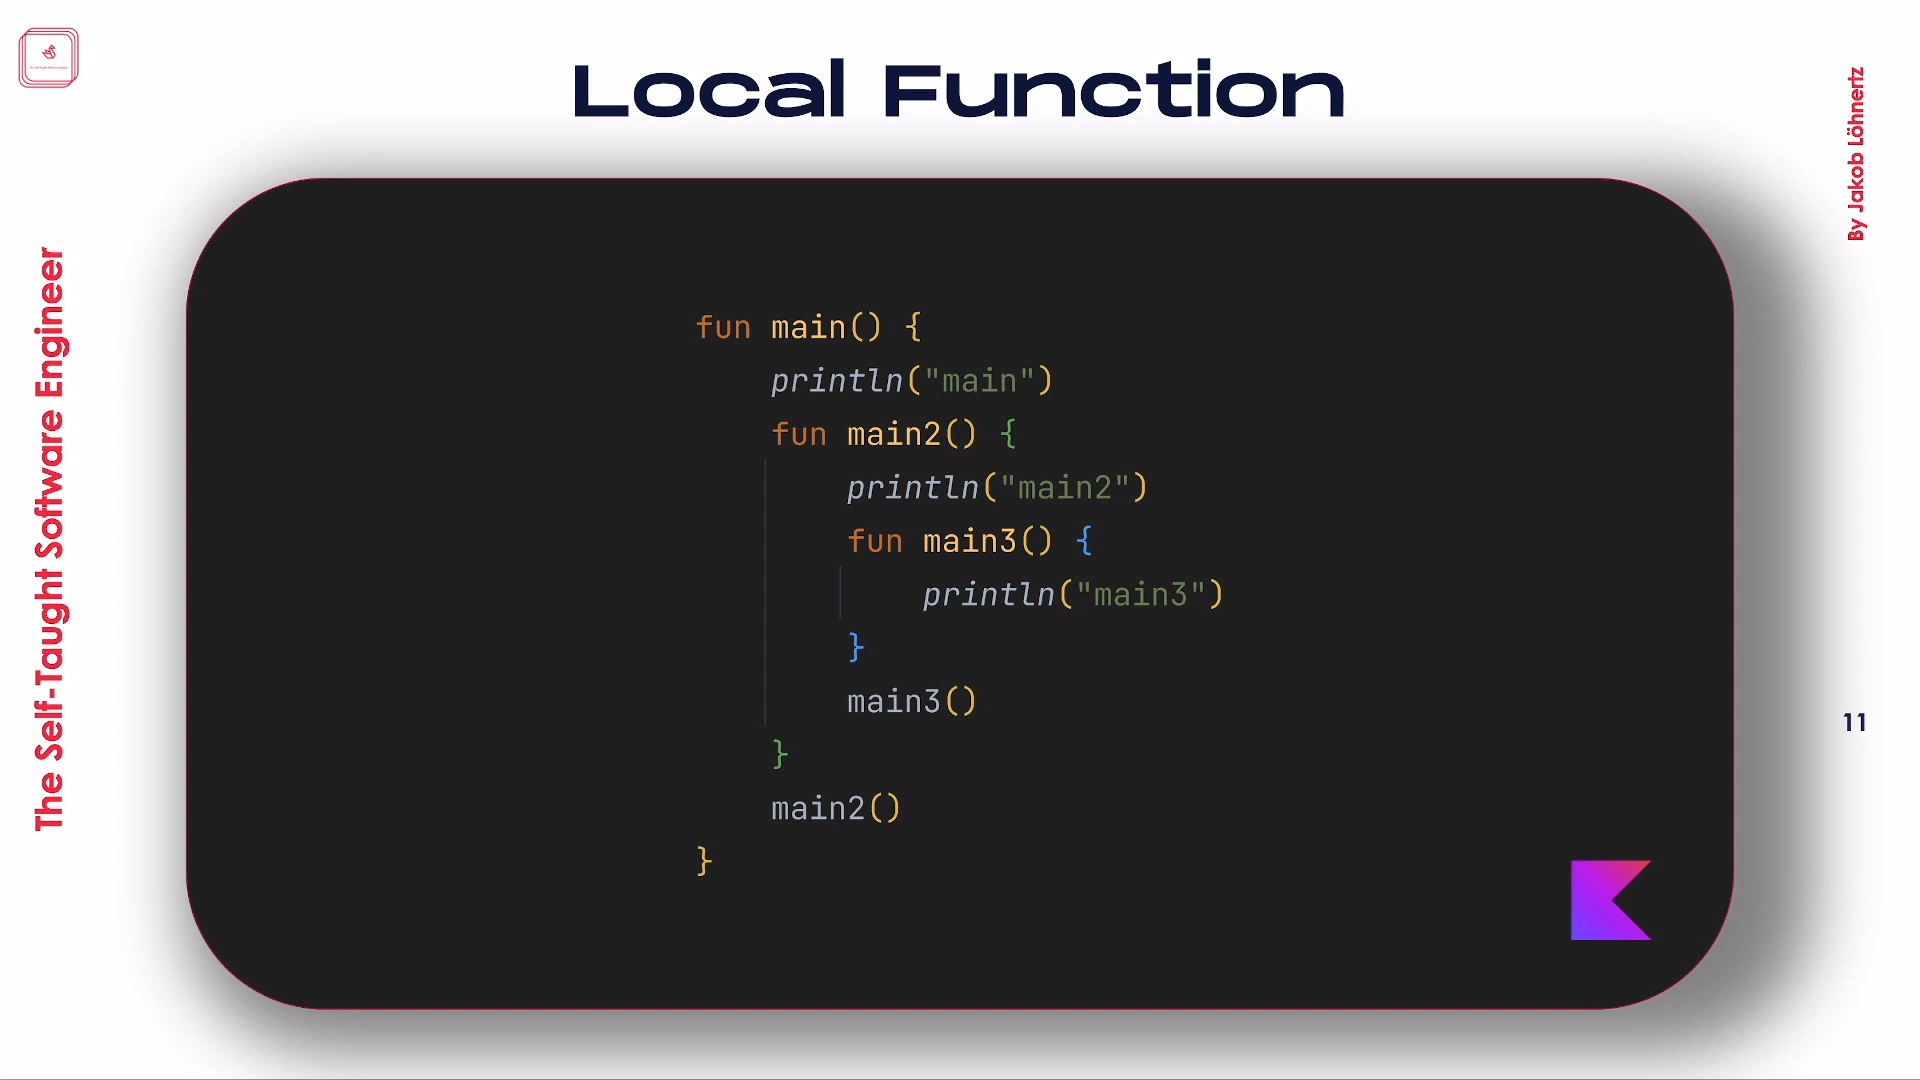 Local Function
By Jakob Löhnertz
The Self-Taught Software Engineer
fun main() {
    println("main")
    fun main2() {
        println("main2")
        fun main3() {
            println("main3")
        }
        main3()
    }
    main2()
}
11